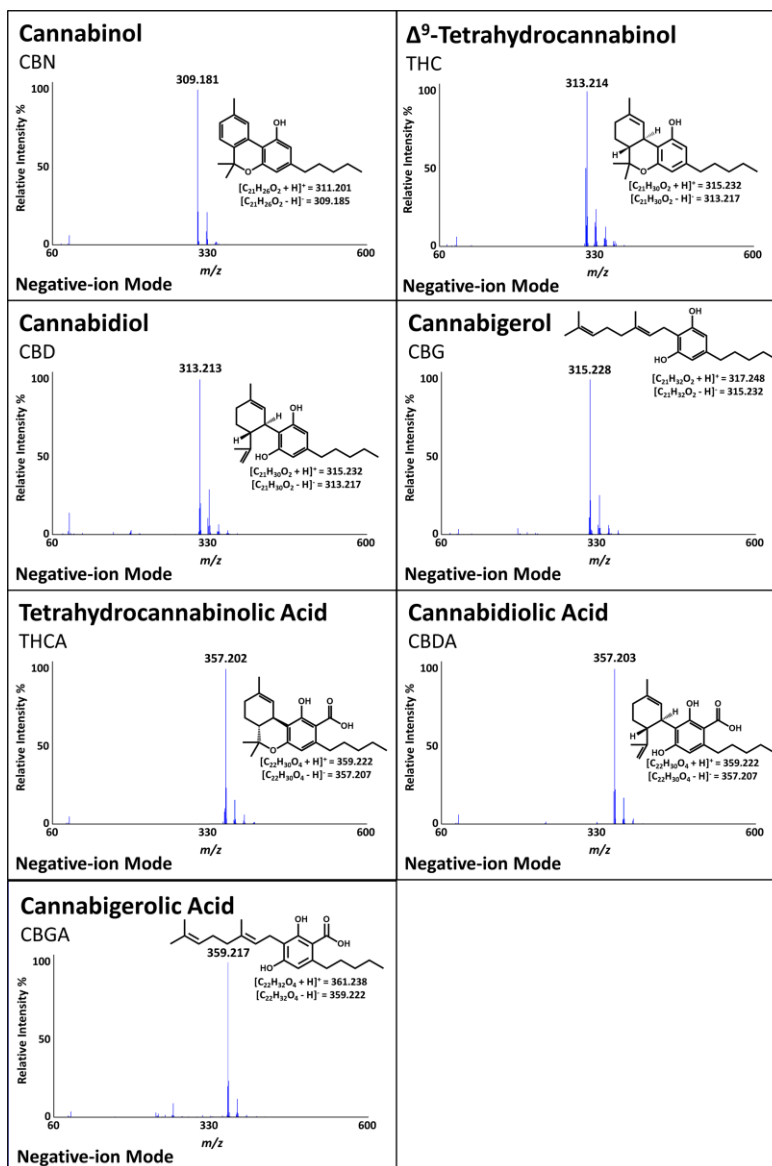 Cannabinol
CBN
309.181
100
50
0
Relative Intensity %
OH
O
[C₂₁H₂₆O₂ + H]⁺ = 311.201
[C₂₁H₂₆O₂ - H]⁻ = 309.185
60
330
600
m/z
Negative-ion Mode
Δ⁹-Tetrahydrocannabinol
THC
313.214
100
50
0
Relative Intensity %
H
OH
H
O
[C₂₁H₃₀O₂ + H]⁺ = 315.232
[C₂₁H₃₀O₂ - H]⁻ = 313.217
60
330
600
m/z
Negative-ion Mode
Cannabidiol
CBD
313.213
100
50
0
Relative Intensity %
H
OH
H
HO
[C₂₁H₃₀O₂ + H]⁺ = 315.232
[C₂₁H₃₀O₂ - H]⁻ = 313.217
60
330
600
m/z
Negative-ion Mode
Cannabigerol
CBG
OH
HO
315.228
[C₂₁H₃₂O₂ + H]⁺ = 317.248
[C₂₁H₃₂O₂ - H]⁻ = 315.232
100
50
0
Relative Intensity %
60
330
600
m/z
Negative-ion Mode
Tetrahydrocannabinolic Acid
THCA
357.202
100
50
0
Relative Intensity %
OH
O
OH
O
[C₂₂H₃₀O₄ + H]⁺ = 359.222
[C₂₂H₃₀O₄ - H]⁻ = 357.207
60
330
600
m/z
Negative-ion Mode
Cannabidiolic Acid
CBDA
357.203
100
50
0
Relative Intensity %
H
OH
O
OH
H
HO
[C₂₂H₃₀O₄ + H]⁺ = 359.222
[C₂₂H₃₀O₄ - H]⁻ = 357.207
60
330
600
m/z
Negative-ion Mode
Cannabigerolic Acid
CBGA
OH
O
OH
HO
359.217
[C₂₂H₃₂O₄ + H]⁺ = 361.238
[C₂₂H₃₂O₄ - H]⁻ = 359.222
100
50
0
Relative Intensity %
60
330
600
m/z
Negative-ion Mode